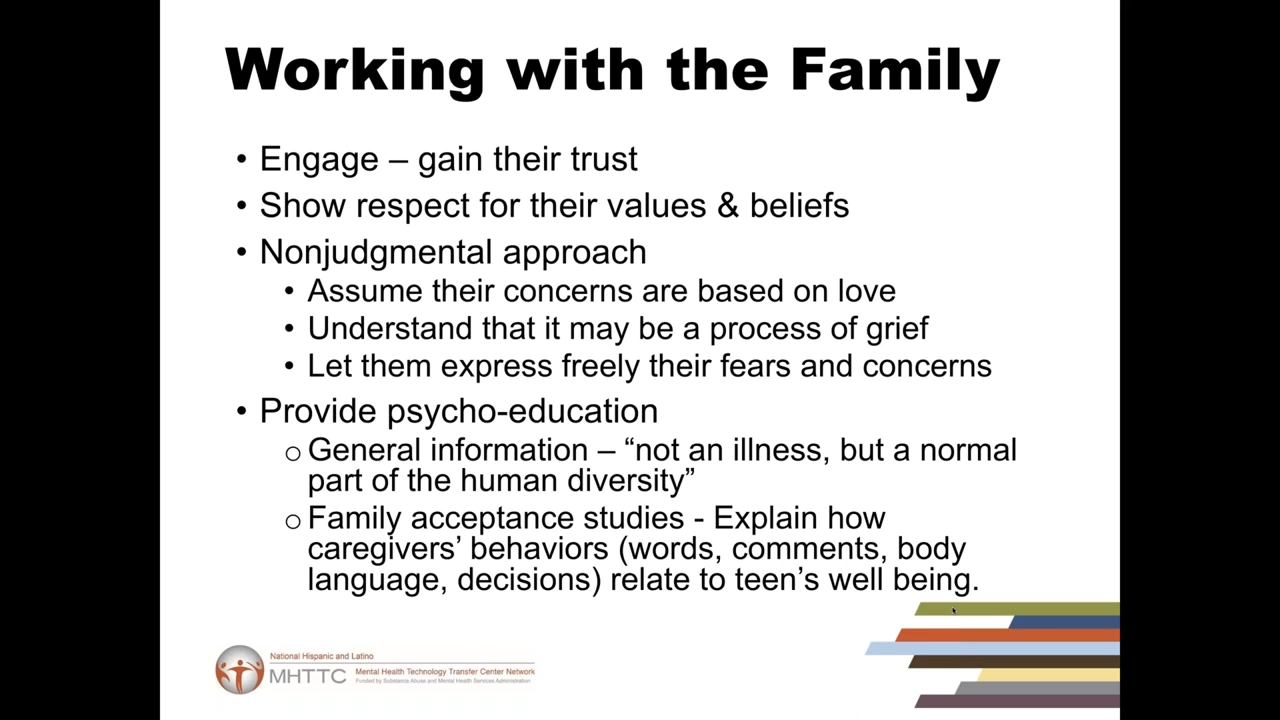 Working with the Family
• Engage – gain their trust
• Show respect for their values & beliefs
• Nonjudgmental approach
• Assume their concerns are based on love
• Understand that it may be a process of grief
• Let them express freely their fears and concerns
• Provide psycho-education
o General information – “not an illness, but a normal
part of the human diversity”
o Family acceptance studies - Explain how
caregivers’ behaviors (words, comments, body
language, decisions) relate to teen’s well being.
National Hispanic and Latino
MHTTC Mental Health Technology Transfer Center Network
Funded by Substance Abuse and Mental Health Services Administration